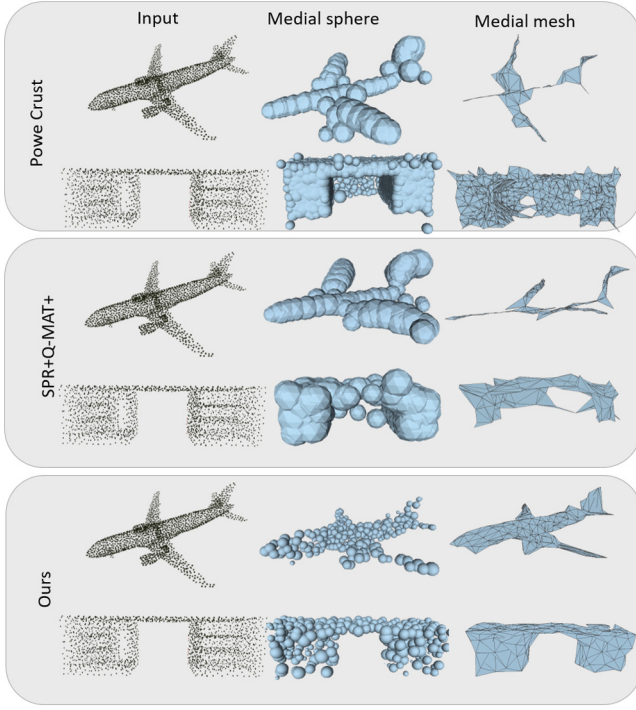 Input
Medial sphere
Medial mesh
Powe Crust
SPR+Q-MAT+
Ours